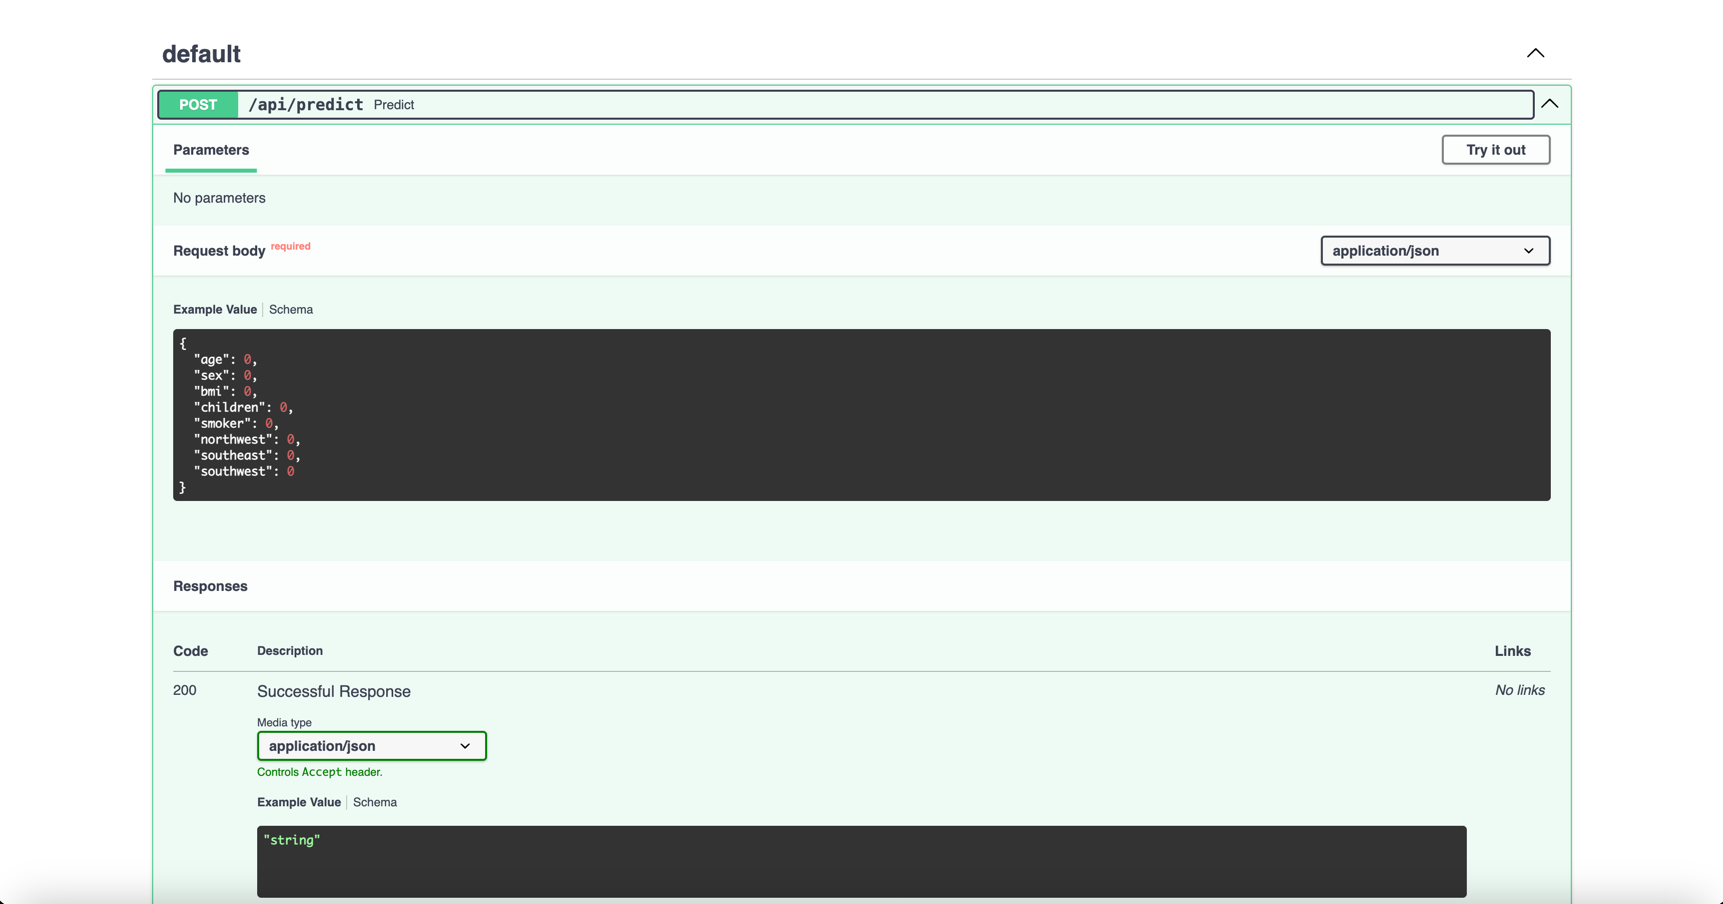 default
POST /api/predict Predict
Parameters
Try it out
No parameters
Request body required
application/json
Example Value Schema
{
"age": 0,
"sex": 0,
"bmi": 0,
"children": 0,
"smoker": 0,
"northwest": 0,
"southeast": 0,
"southwest": 0
}
Responses
Code Description Links
200 Successful Response No links
Media type
application/json
Controls Accept header.
Example Value Schema
"string"